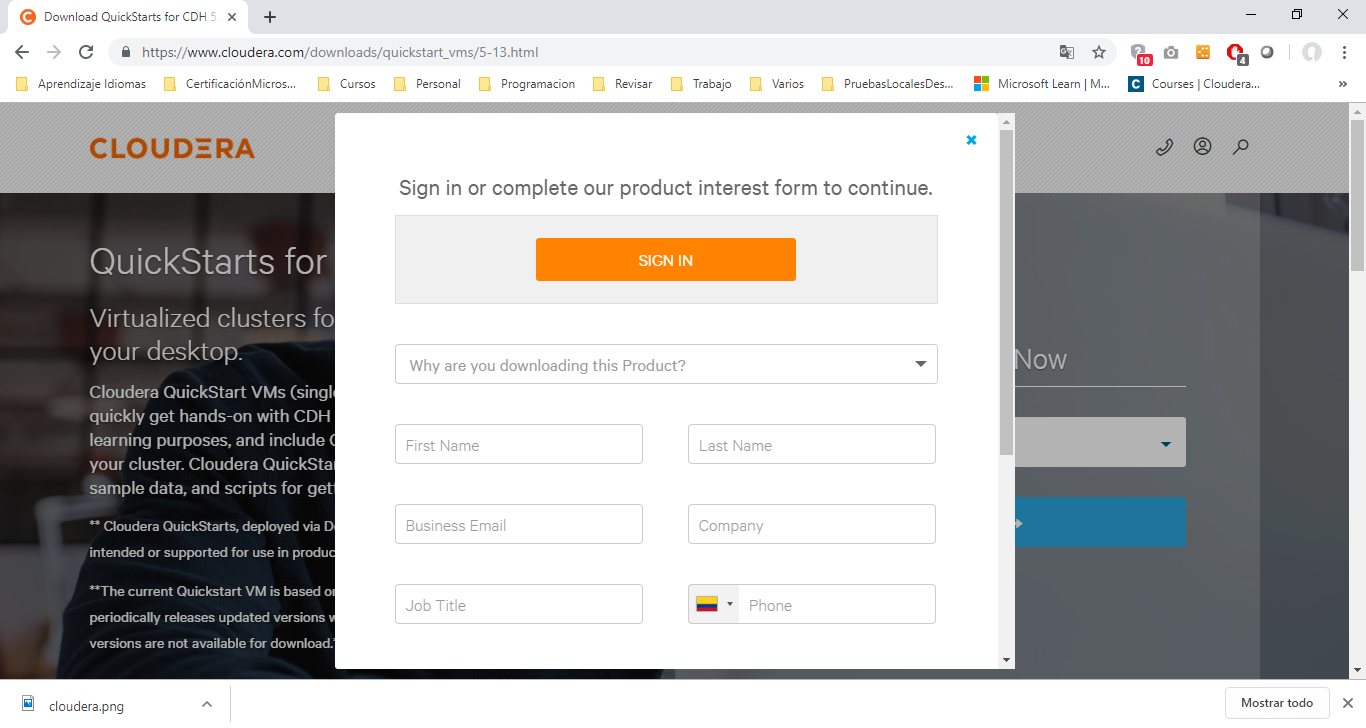 Download QuickStarts for CDH 5.
https://www.cloudera.com/downloads/quickstart_vms/5-13.html
10
4
Aprendizaje Idiomas
CertificaciónMicros...
Cursos
Personal
Programacion
Revisar
Trabajo
Varios
PruebasLocalesDes...
Microsoft Learn | M...
C
Courses | Cloudera...
»
CLOUDERA
Sign in or complete our product interest form to continue.
SIGN IN
QuickStarts for
Virtualized clusters fo
your desktop.
Cloudera QuickStart VMs (singl
quickly get hands-on with CDH
learning purposes, and include C
your cluster. Cloudera QuickStar
sample data, and scripts for gett
** Cloudera QuickStarts, deployed via Do
intended or supported for use in produc
**The current Quickstart VM is based on
periodically releases updated versions w
versions are not available for download.*
Why are you downloading this Product?
First Name
Last Name
Business Email
Company
Job Title
Phone
Now
cloudera.png
Mostrar todo